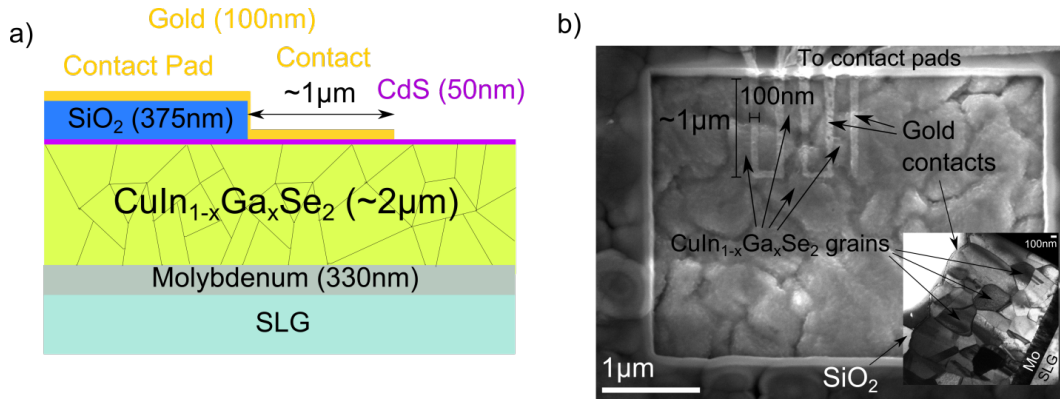 a)
Gold (100nm)
Contact Pad
Contact
~1μm
CdS (50nm)
SiO₂ (375nm)
CuIn₁₋ₓGaₓSe₂ (~2μm)
Molybdenum (330nm)
SLG
b)
To contact pads
100nm
~1μm
Gold
contacts
CuIn₁₋ₓGaₓSe₂ grains
100nm
Mo
SLG
SiO₂
1μm